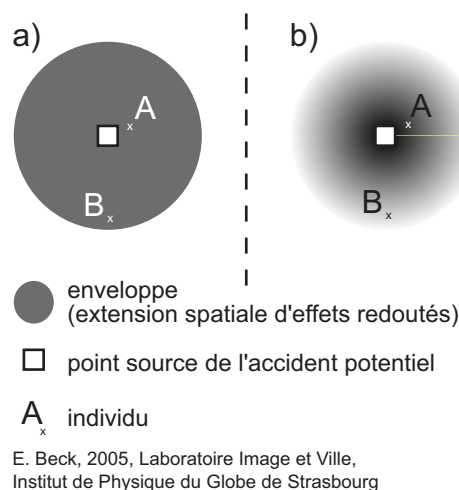 a)
b)
A
x
B
x
A
x
B
x
enveloppe
(extension spatiale d'effets redoutés)
point source de l'accident potentiel
A x individu
E. Beck, 2005, Laboratoire Image et Ville,
Institut de Physique du Globe de Strasbourg